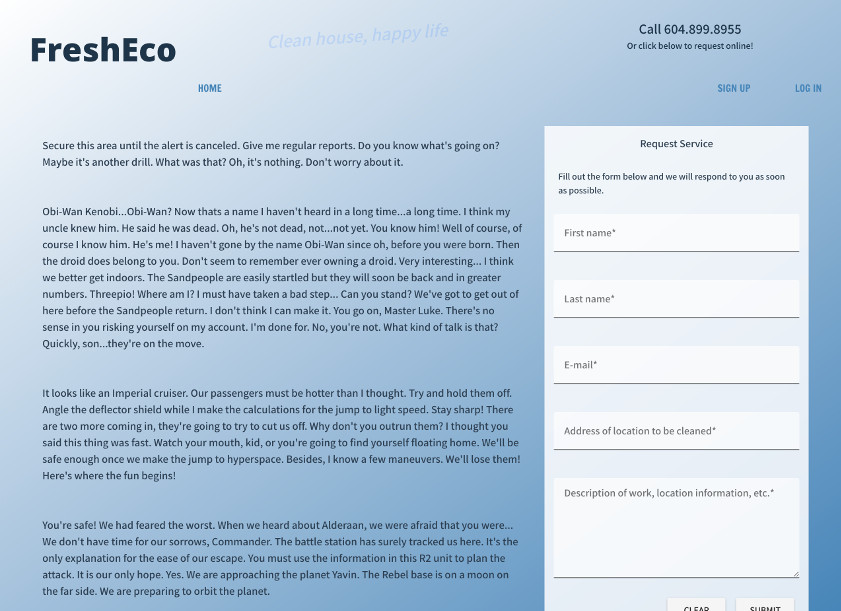 FreshEco
Clean house, happy life
Call 604.899.8955
Or click below to request online!
HOME
SIGN UP
LOG IN
Secure this area until the alert is canceled. Give me regular reports. Do you know what's going on?
Maybe it's another drill. What was that? Oh, it's nothing. Don't worry about it.
Obi-Wan Kenobi...Obi-Wan? Now thats a name I haven't heard in a long time...a long time. I think my
uncle knew him. He said he was dead. Oh, he's not dead, not...not yet. You know him! Well of course, of
course I know him. He's me! I haven't gone by the name Obi-Wan since oh, before you were born. Then
the droid does belong to you. Don't seem to remember ever owning a droid. Very interesting... I think
we better get indoors. The Sandpeople are easily startled but they will soon be back and in greater
numbers. Threepio! Where am I? I must have taken a bad step... Can you stand? We've got to get out of
here before the Sandpeople return. I don't think I can make it. You go on, Master Luke. There's no
sense in you risking yourself on my account. I'm done for. No, you're not. What kind of talk is that?
Quickly, son...they're on the move.
It looks like an Imperial cruiser. Our passengers must be hotter than I thought. Try and hold them off.
Angle the deflector shield while I make the calculations for the jump to light speed. Stay sharp! There
are two more coming in, they're going to try to cut us off. Why don't you outrun them? I thought you
said this thing was fast. Watch your mouth, kid, or you're going to find yourself floating home. We'll be
safe enough once we make the jump to hyperspace. Besides, I know a few maneuvers. We'll lose them!
Here's where the fun begins!
You're safe! We had feared the worst. When we heard about Alderaan, we were afraid that you were...
We don't have time for our sorrows, Commander. The battle station has surely tracked us here. It's the
only explanation for the ease of our escape. You must use the information in this R2 unit to plan the
attack. It is our only hope. Yes. We are approaching the planet Yavin. The Rebel base is on a moon on
the far side. We are preparing to orbit the planet.
Request Service
Fill out the form below and we will respond to you as soon
as possible.
First name*
Last name*
E-mail*
Address of location to be cleaned*
Description of work, location information, etc.*
CLEAR
SUBMIT